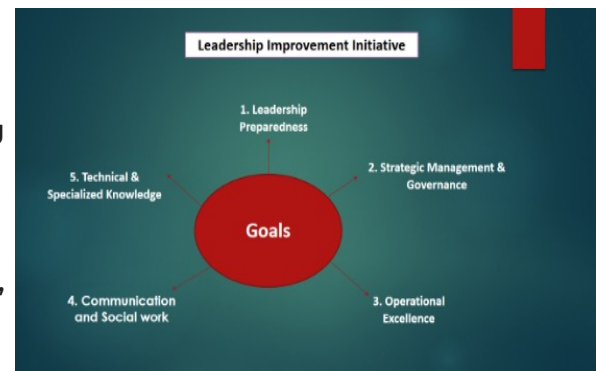 Leadership Improvement Initiative
1. Leadership
Preparedness
2. Strategic Management &
Governance
3. Operational
Excellence
4. Communication
and Social work
5. Technical &
Specialized Knowledge
Goals